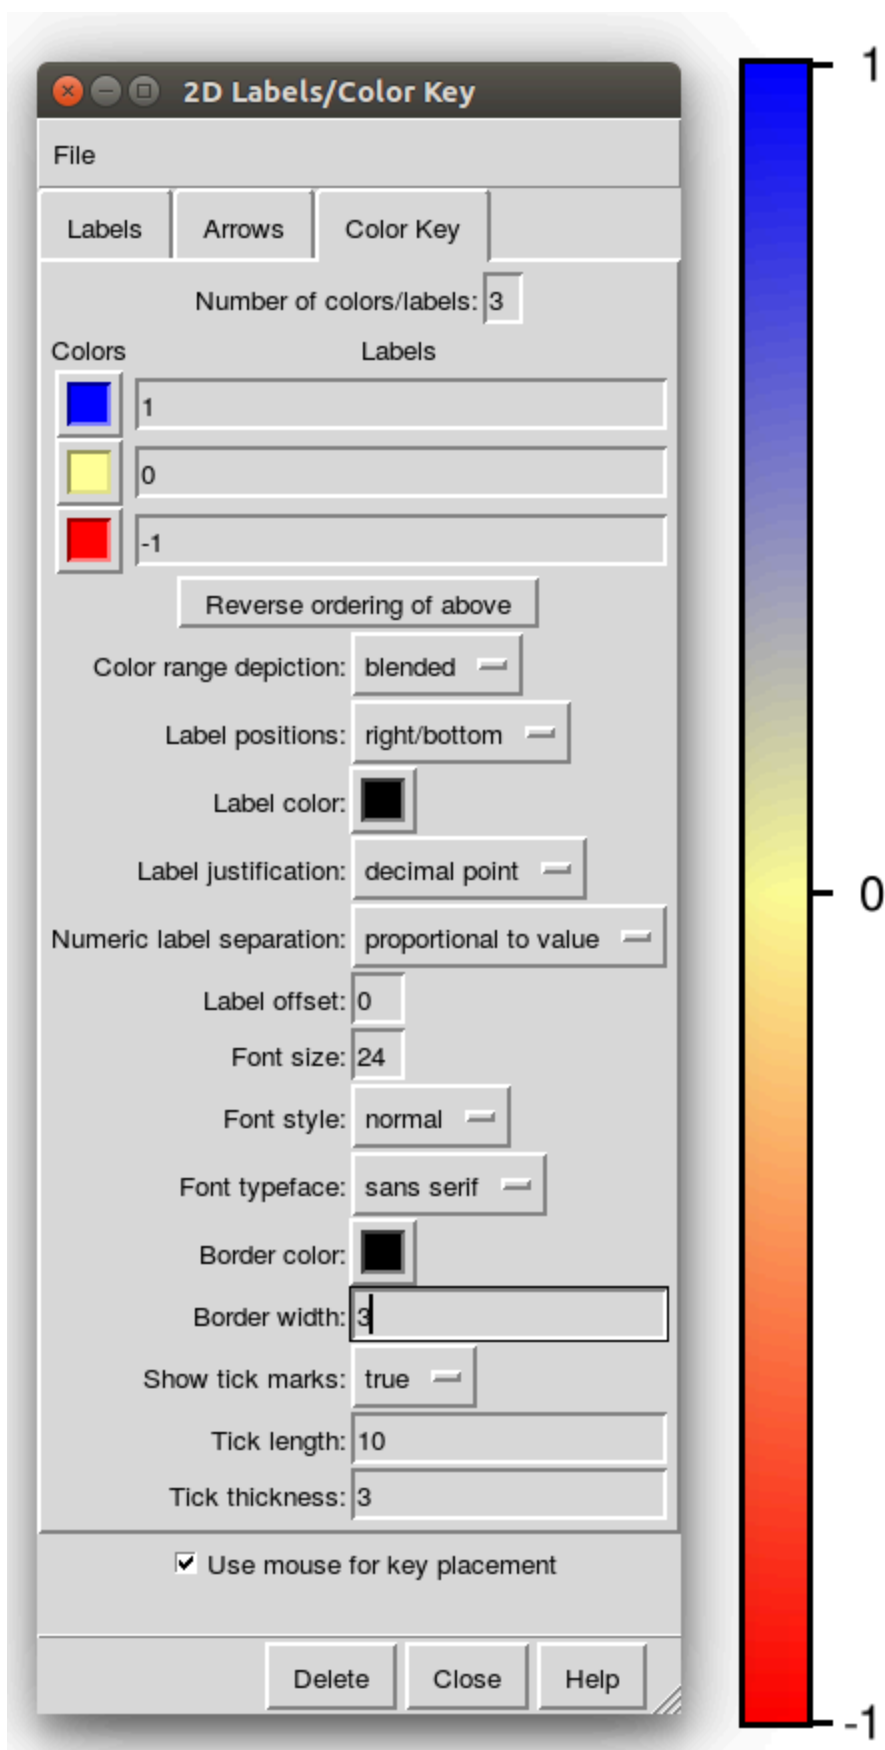 2D Labels/Color Key
File
Labels Arrows Color Key
Number of colors/labels: 3
Colors Labels
1
0
-1
Reverse ordering of above
Color range depiction: blended
Label positions: right/bottom
Label color:
Label justification: decimal point
Numeric label separation: proportional to value
Label offset: 0
Font size: 24
Font style: normal
Font typeface: sans serif
Border color:
Border width: 3
Show tick marks: true
Tick length: 10
Tick thickness: 3
Use mouse for key placement
Delete Close Help
1
0
-1